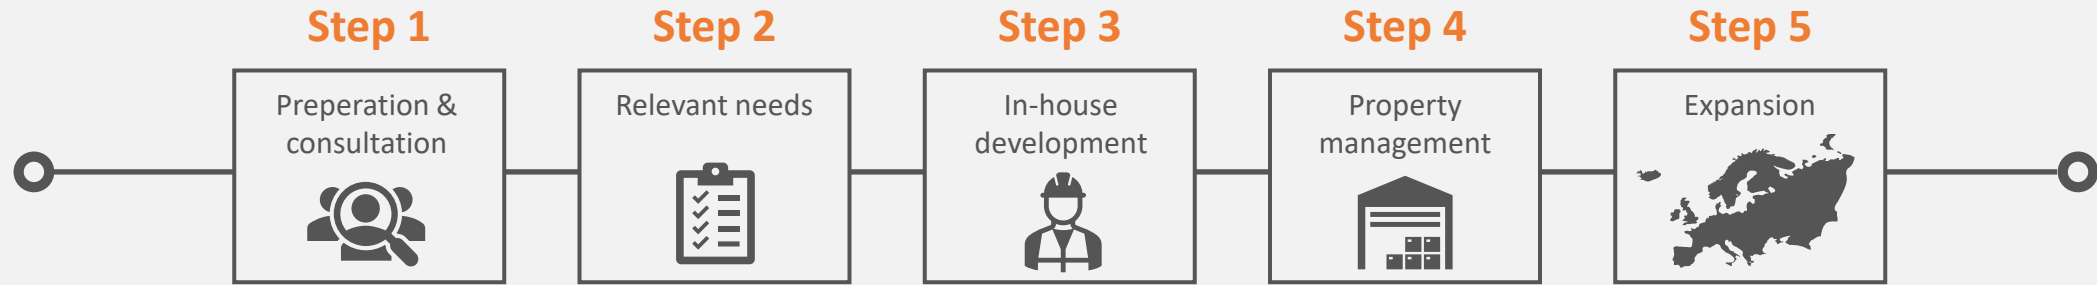 Step 1
Preperation &
consultation
Step 2
Relevant needs
Step 3
In-house
development
Step 4
Property
management
Step 5
Expansion